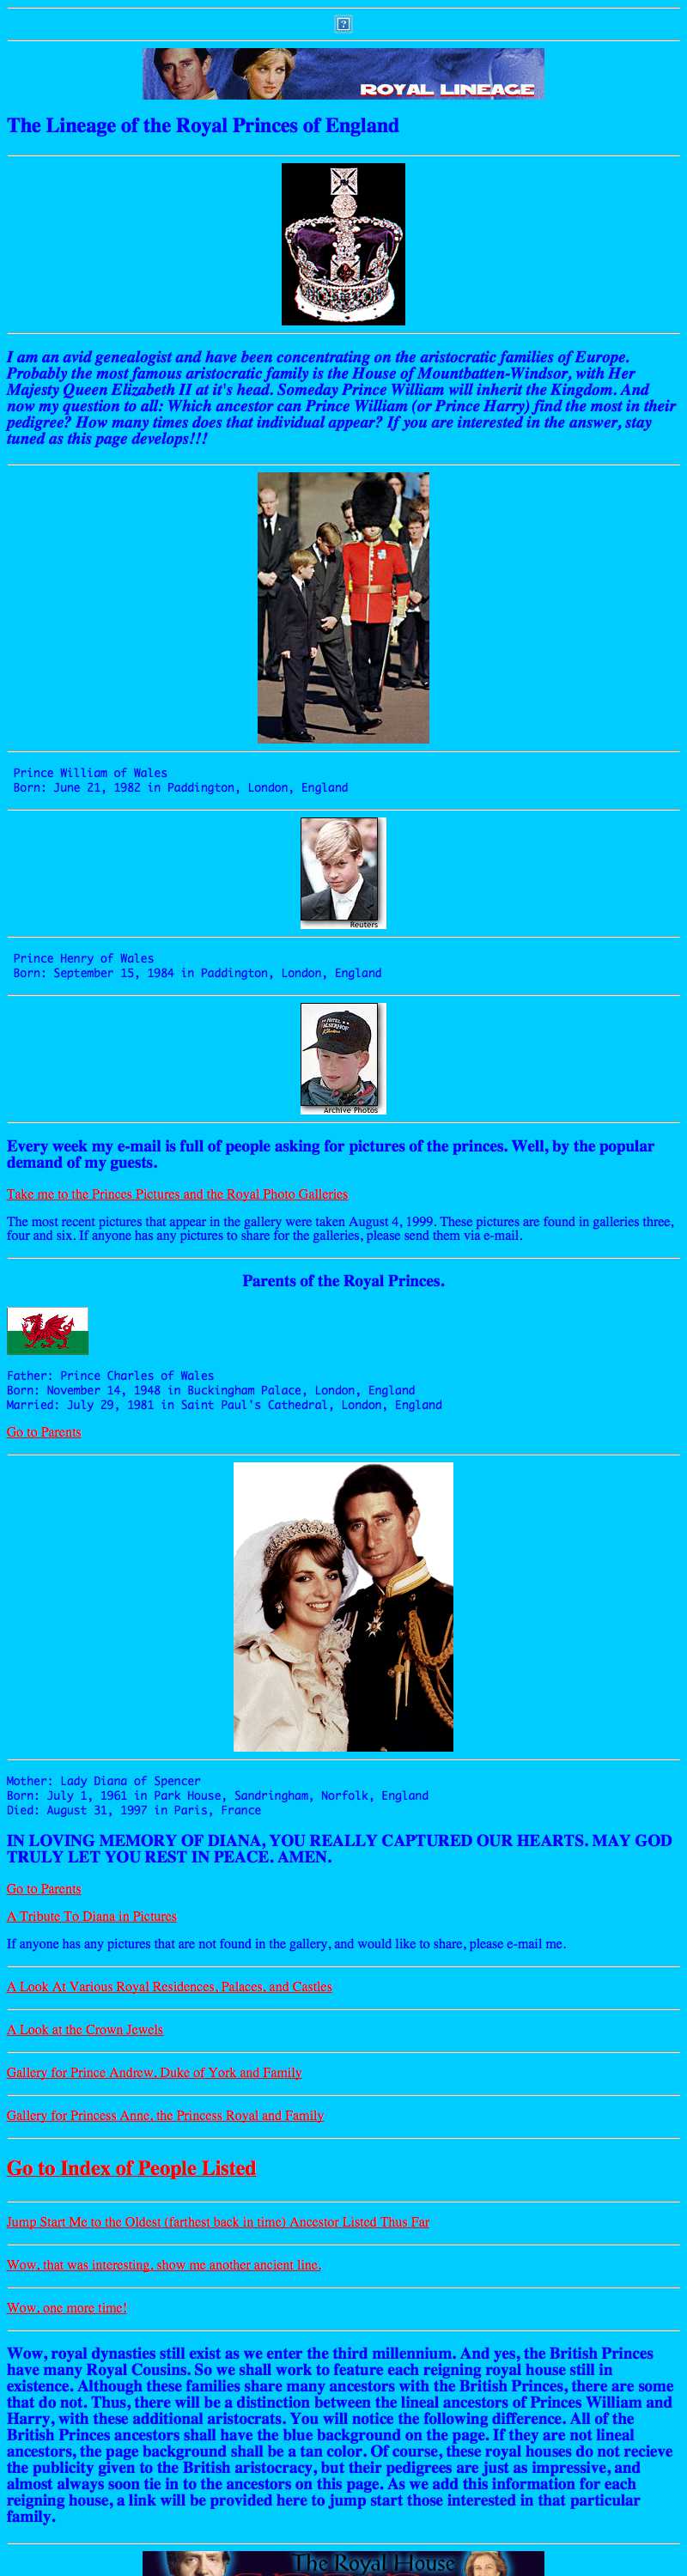 ROYAL LINEAGE
The Lineage of the Royal Princes of England
I am an avid genealogist and have been concentrating on the aristocratic families of Europe.
Probably the most famous aristocratic family is the House of Mountbatten-Windsor, with Her
Majesty Queen Elizabeth II at it's head. Someday Prince William will inherit the Kingdom. And
now my question to all: Which ancestor can Prince William (or Prince Harry) find the most in their
pedigree? How many times does that individual appear? If you are interested in the answer, stay
tuned as this page develops!!!
Prince William of Wales
Born: June 21, 1982 in Paddington, London, England
Reuters
Prince Henry of Wales
Born: September 15, 1984 in Paddington, London, England
Archive Photos
Every week my e-mail is full of people asking for pictures of the princes. Well, by the popular
demand of my guests.
Take me to the Princes Pictures and the Royal Photo Galleries
The most recent pictures that appear in the gallery were taken August 4, 1999. These pictures are found in galleries three,
four and six. If anyone has any pictures to share for the galleries, please send them via e-mail.
Parents of the Royal Princes.
Father: Prince Charles of Wales
Born: November 14, 1948 in Buckingham Palace, London, England
Married: July 29, 1981 in Saint Paul's Cathedral, London, England
Go to Parents
Mother: Lady Diana of Spencer
Born: July 1, 1961 in Park House, Sandringham, Norfolk, England
Died: August 31, 1997 in Paris, France
IN LOVING MEMORY OF DIANA, YOU REALLY CAPTURED OUR HEARTS. MAY GOD
TRULY LET YOU REST IN PEACE. AMEN.
Go to Parents
A Tribute To Diana in Pictures
If anyone has any pictures that are not found in the gallery, and would like to share, please e-mail me.
A Look At Various Royal Residences, Palaces, and Castles
A Look at the Crown Jewels
Gallery for Prince Andrew, Duke of York and Family
Gallery for Princess Anne, the Princess Royal and Family
Go to Index of People Listed
Jump Start Me to the Oldest (farthest back in time) Ancestor Listed Thus Far
Wow, that was interesting, show me another ancient line.
Wow, one more time!
Wow, royal dynasties still exist as we enter the third millennium. And yes, the British Princes
have many Royal Cousins. So we shall work to feature each reigning royal house still in
existence. Although these families share many ancestors with the British Princes, there are some
that do not. Thus, there will be a distinction between the lineal ancestors of Princes William and
Harry, with these additional aristocrats. You will notice the following difference. All of the
British Princes ancestors shall have the blue background on the page. If they are not lineal
ancestors, the page background shall be a tan color. Of course, these royal houses do not recieve
the publicity given to the British aristocracy, but their pedigrees are just as impressive, and
almost always soon tie in to the ancestors on this page. As we add this information for each
reigning house, a link will be provided here to jump start those interested in that particular
family.
The Royal House